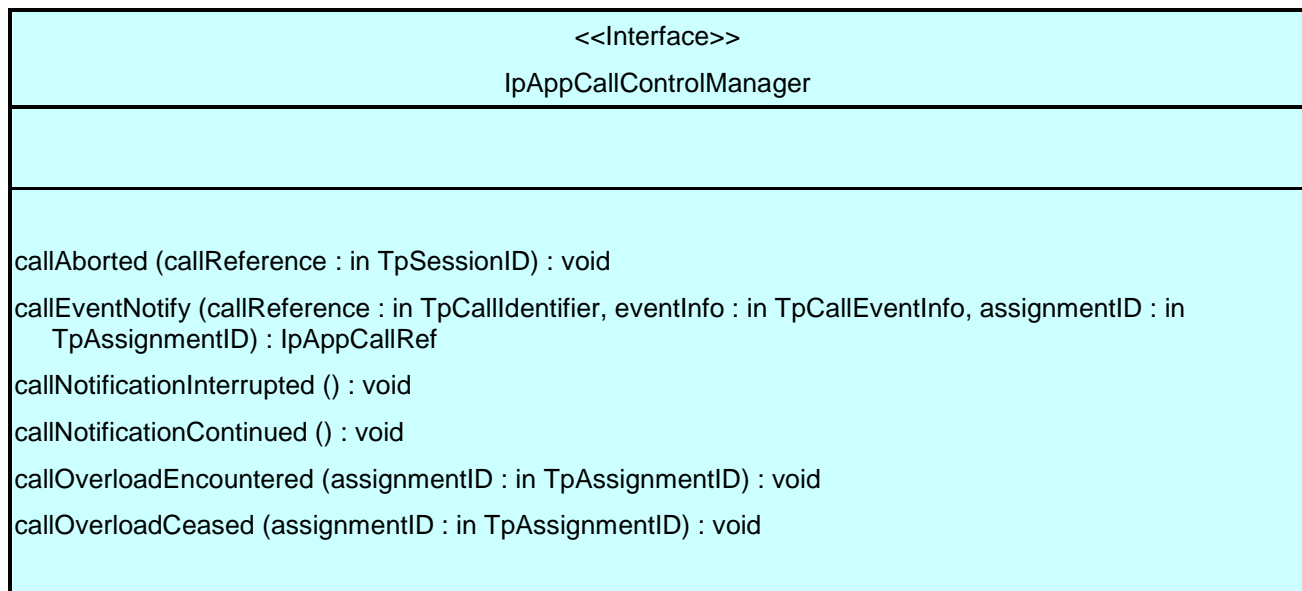 <<Interface>>
IpAppCallControlManager
callAborted (callReference : in TpSessionID) : void
callEventNotify (callReference : in TpCallIdentifier, eventInfo : in TpCallEventInfo, assignmentID : in
TpAssignmentID) : IpAppCallRef
callNotificationInterrupted () : void
callNotificationContinued () : void
callOverloadEncountered (assignmentID : in TpAssignmentID) : void
callOverloadCeased (assignmentID : in TpAssignmentID) : void